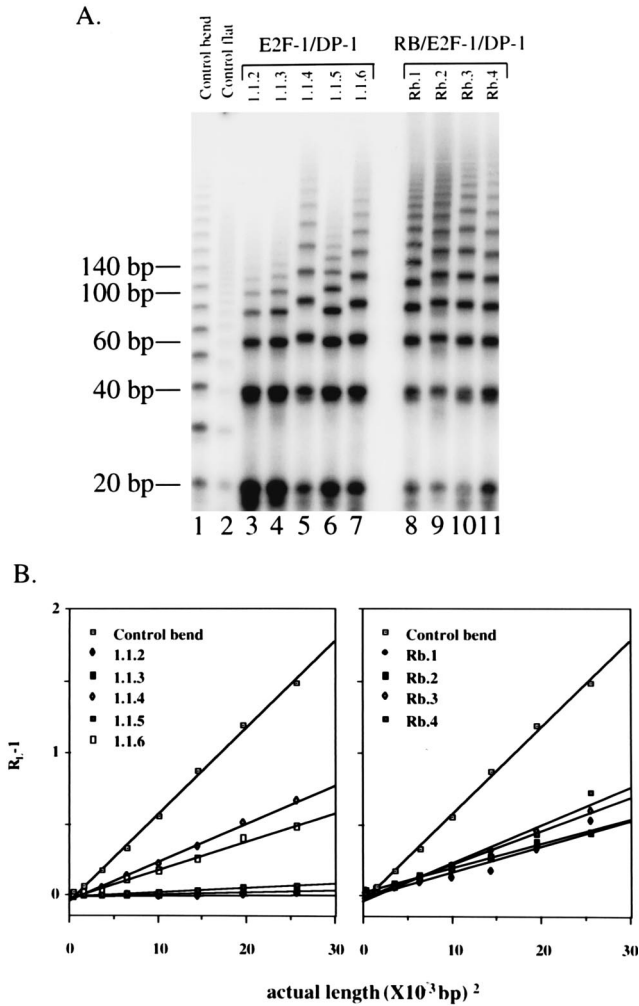 A.
E2F-1/DP-1
RB/E2F-1/DP-1
Control bend
Control flat
1.1.2
1.1.3
1.1.4
1.1.5
1.1.6
Rb.1
Rb.2
Rb.3
Rb.4
140 bp
100 bp
60 bp
40 bp
20 bp
1 2 3 4 5 6 7 8 9 10 11
B.
2
1
0
R_L-1
Control bend
1.1.2
1.1.3
1.1.4
1.1.5
1.1.6
0 10 20 30
Control bend
Rb.1
Rb.2
Rb.3
Rb.4
0 10 20 30
actual length (X10⁻³ bp) ²